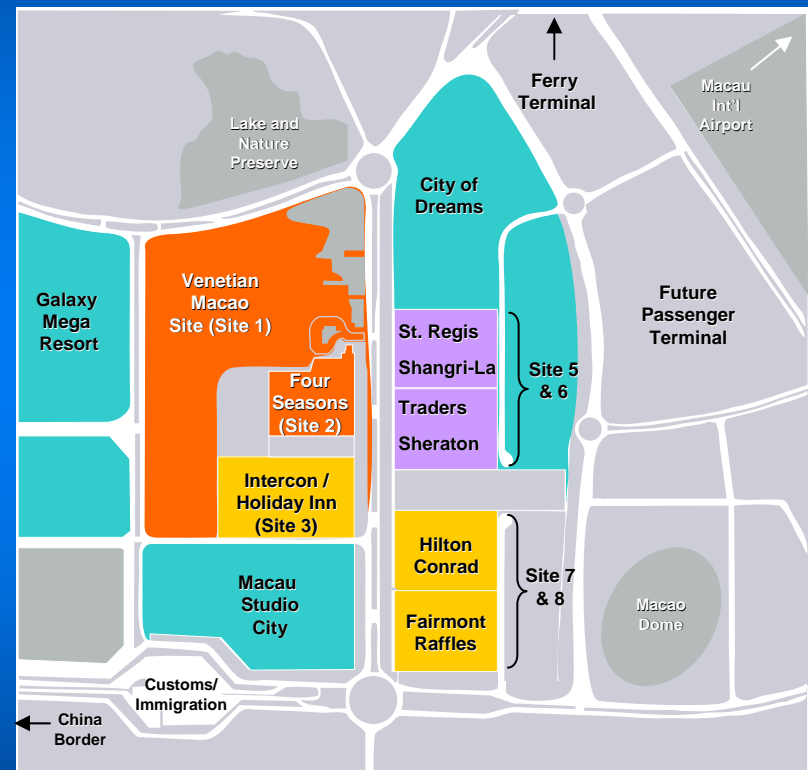 Ferry
Terminal
Macau
Int'l
Airport
Lake and
Nature
Preserve
City of
Dreams
Galaxy
Mega
Resort
Venetian
Macao
Site (Site 1)
Future
Passenger
Terminal
St. Regis
Shangri-La
Traders
Sheraton
Site 5
& 6
Four
Seasons
(Site 2)
Intercon /
Holiday Inn
(Site 3)
Hilton
Conrad
Fairmont
Raffles
Site 7
& 8
Macau
Studio
City
Macao
Dome
Customs/
Immigration
China
Border